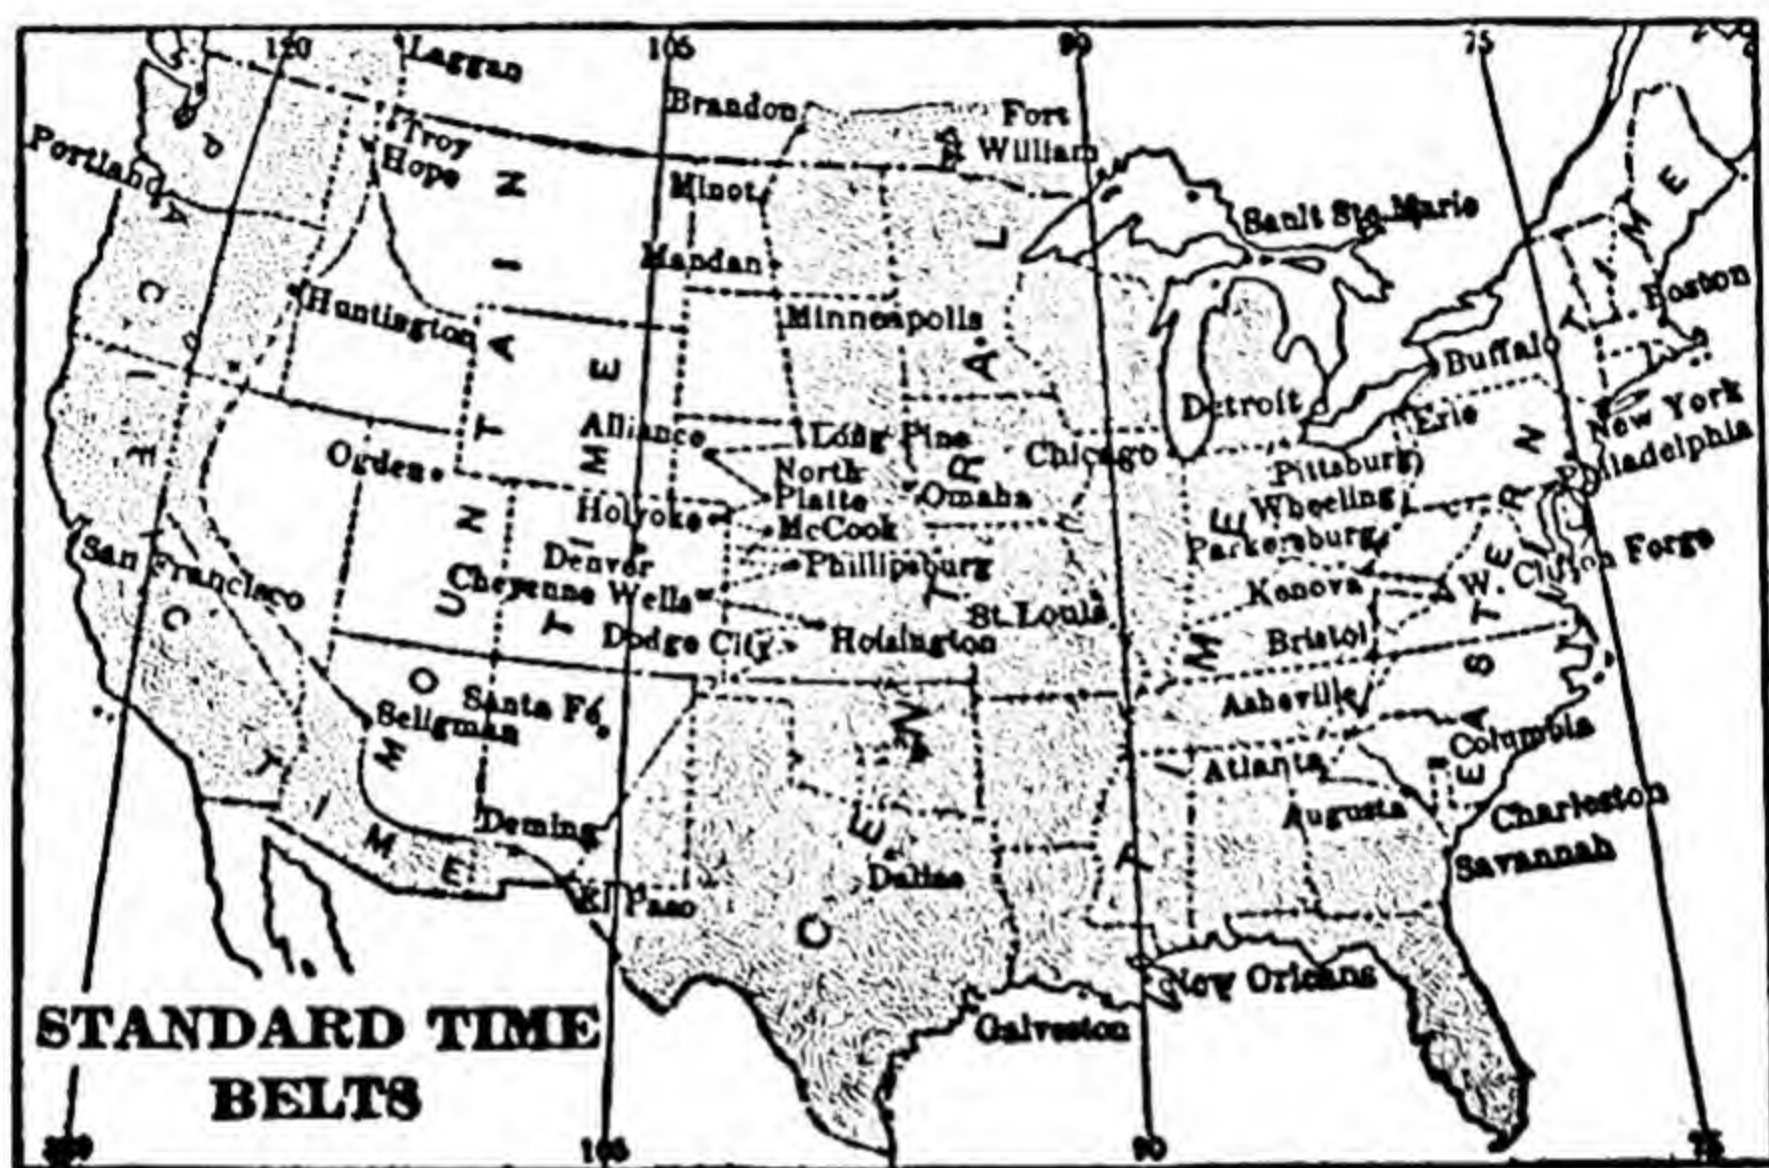 120
105
90
75
Laggan
Brandon
Fort
William
Troy
Hope
Portland
Minot
Mandan
Sault Ste. Marie
Boston
Huntington
Minneapolis
Buffalo
Detroit
Erie
New York
Philadelphia
Alliance
Long Pine
Chicago
Ogden
North
Platte
Omaha
Pittsburg
Wheeling
Holyoke
McCook
Parkersburg
Denver
Phillipsburg
San Francisco
Cheyenne Wells
Kenova
W. Clifton Forge
St. Louis
Dodge City
Hoisington
Bristol
Santa Fé
Seligman
Asheville
Columbia
Atlanta
Augusta
Charleston
Savannah
Deming
Dallas
El Paso
New Orleans
Galveston
PACIFIC TIME
MOUNTAIN
TIME
CENTRAL
TIME
EASTERN
TIME
STANDARD TIME
BELTS
105
90
75